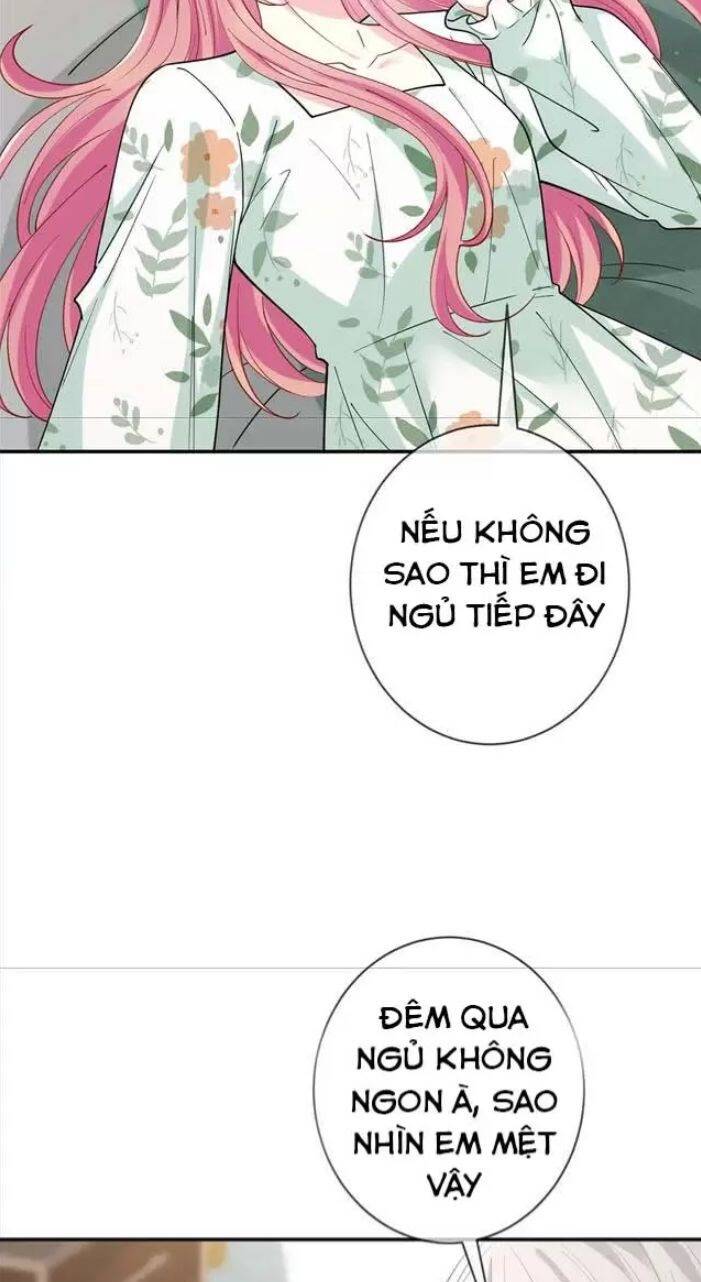 NẾU KHÔNG
SAO THÌ EM ĐI
NGỦ TIẾP ĐÂY
ĐÊM QUA
NGỦ KHÔNG
NGON À, SAO
NHÌN EM MỆT
VẬY